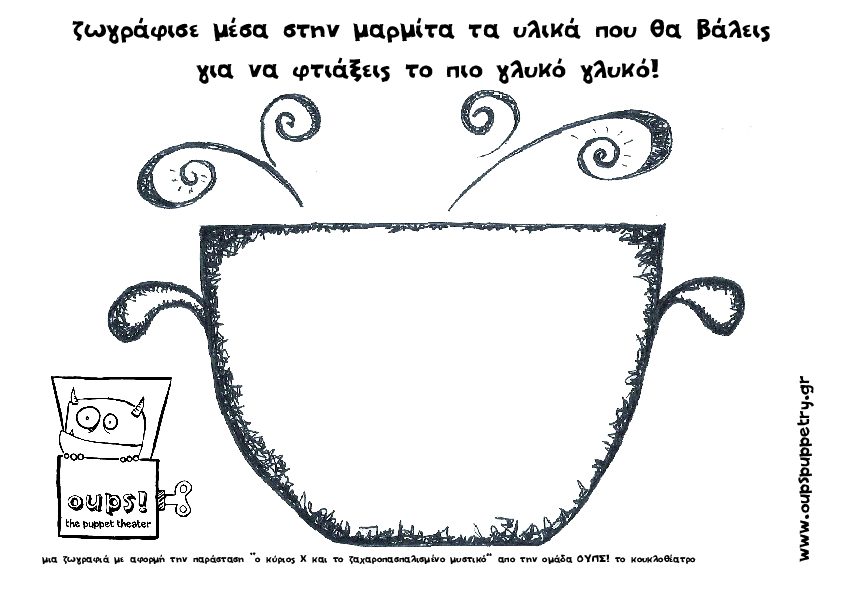 ζωγράφισε μέσα στην μαρμίτα τα υλικά που θα βάλεις
για να φτιάξεις το πιο γλυκό γλυκό!
oups!
the puppet theater
www.oupspuppetry.gr
μια ζωγραφιά με αφορμή την παράσταση "ο κύριος Χ και το ζαχαροπασπαλισμένο μυστικό" απο την ομάδα ΟΥΠΣ! το κουκλοθέατρο